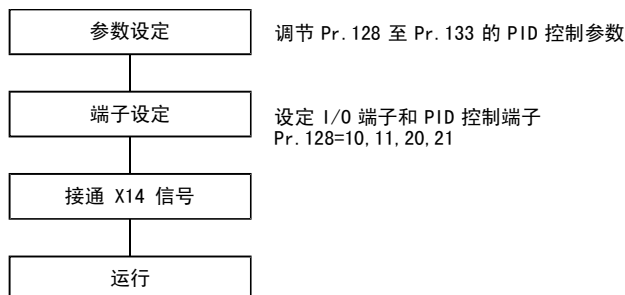 参数设定
调节 Pr.128 至 Pr.133 的 PID 控制参数
端子设定
设定 I/O 端子和 PID 控制端子
Pr.128=10,11,20,21
接通 X14 信号
运行